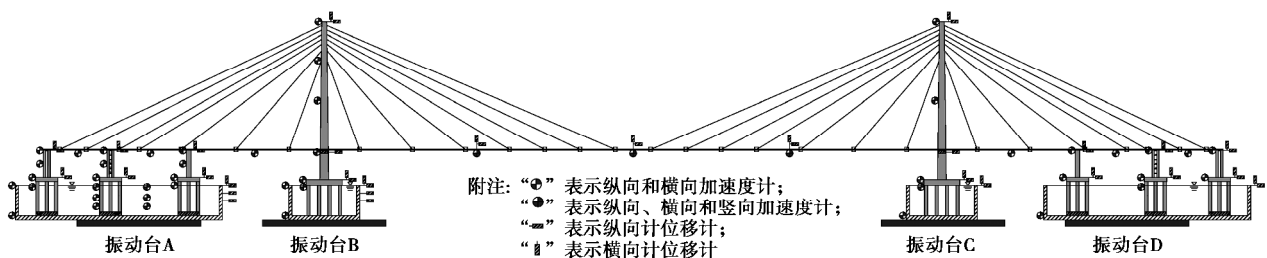 附注: “” 表示纵向和横向加速度计;
“” 表示纵向、横向和竖向加速度计;
“” 表示纵向计位移计;
“” 表示横向计位移计
振动台A
振动台B
振动台C
振动台D